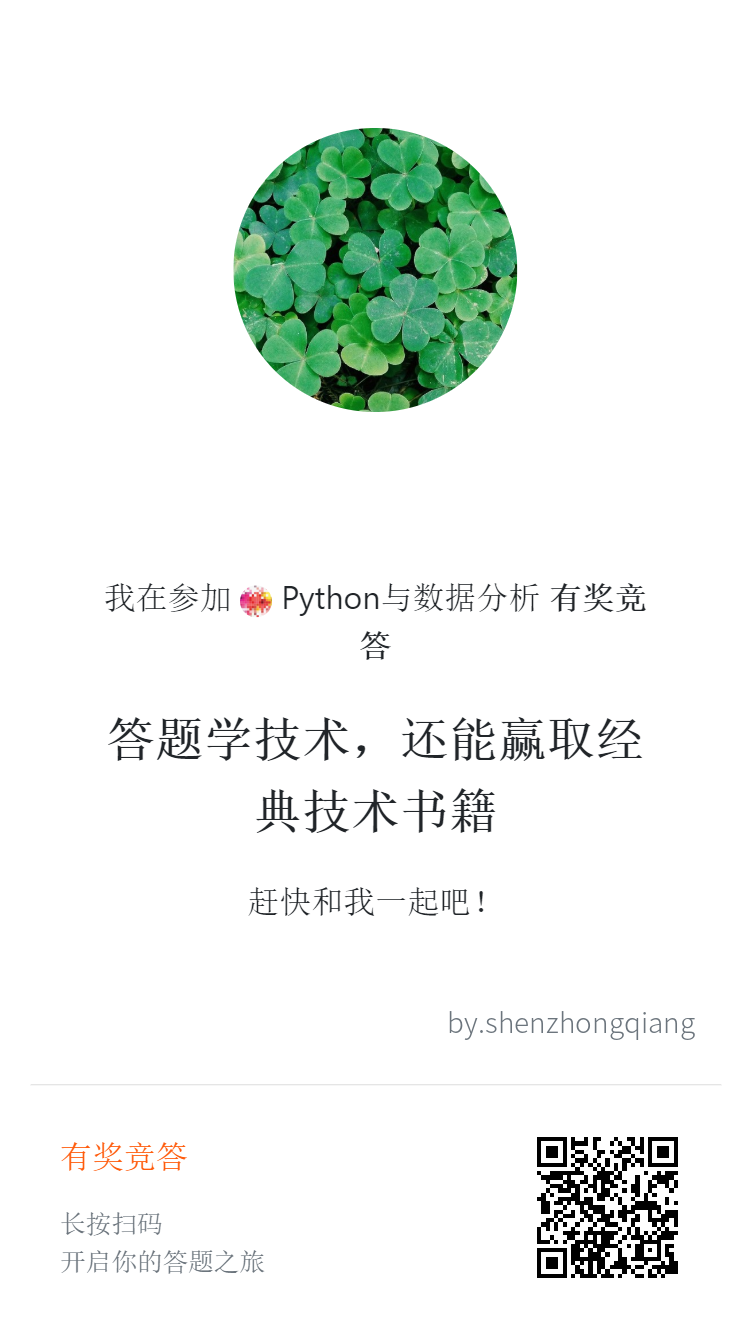 我在参加 Python与数据分析 有奖竞
答
答题学技术，还能赢取经
典技术书籍
赶快和我一起吧！
by.shenzhongqiang
有奖竞答
长按扫码
开启你的答题之旅